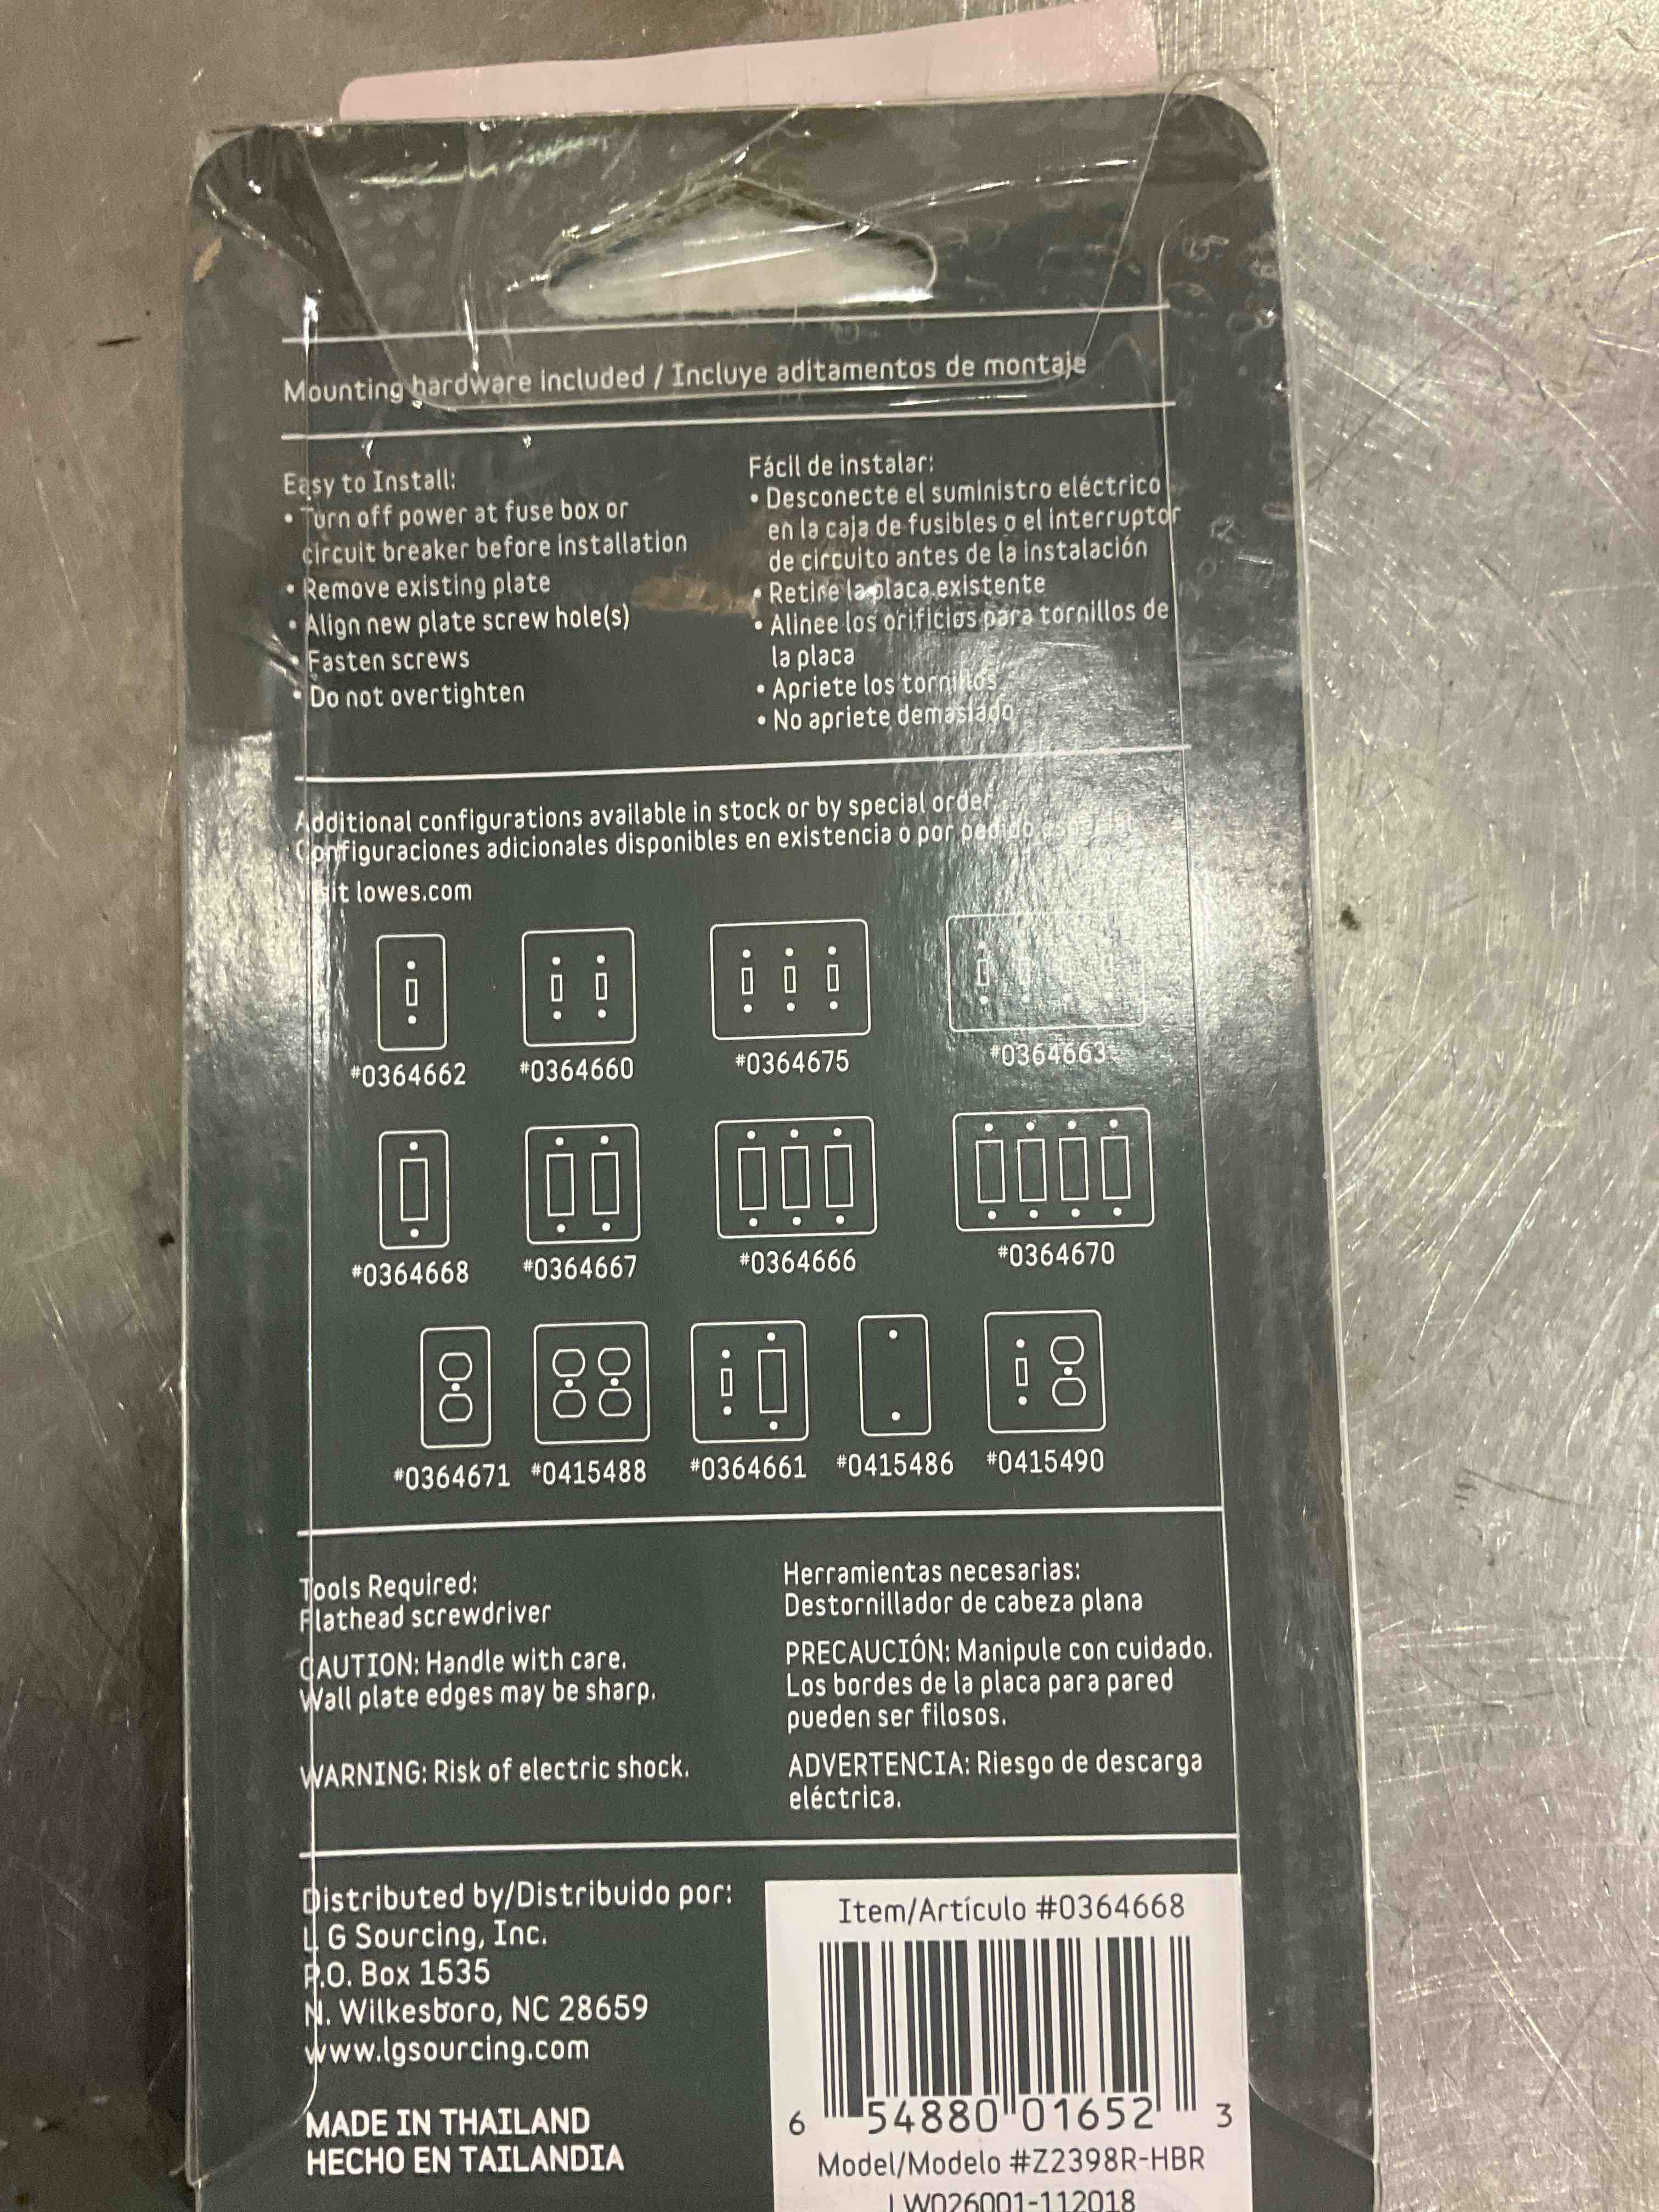 Mounting hardware included / Incluye aditamentos de montaje
Easy to Install:
• Turn off power at fuse box or
circuit breaker before installation
• Remove existing plate
• Align new plate screw hole(s)
• Fasten screws
• Do not overtighten
Fácil de instalar:
• Desconecte el suministro eléctrico
en la caja de fusibles o el interruptor
de circuito antes de la instalación
• Retire la placa existente
• Alinee los orificios para tornillos de
la placa
• Apriete los tornillos
• No apriete demasiado
Additional configurations available in stock or by special order.
Configuraciones adicionales disponibles en existencia o por pedido especial.
Visit lowes.com
#0364662 #0364660 #0364675 #0364663
#0364668 #0364667 #0364666 #0364670
#0364671 #0415488 #0364661 #0415486 #0415490
Tools Required:
Flathead screwdriver
CAUTION: Handle with care.
Wall plate edges may be sharp.
WARNING: Risk of electric shock.
Herramientas necesarias:
Destornillador de cabeza plana
PRECAUCIÓN: Manipule con cuidado.
Los bordes de la placa para pared
pueden ser filosos.
ADVERTENCIA: Riesgo de descarga
eléctrica.
Distributed by/Distribuido por:
L G Sourcing, Inc.
P.O. Box 1535
N. Wilkesboro, NC 28659
www.lgsourcing.com
MADE IN THAILAND
HECHO EN TAILANDIA
Item/Artículo #0364668
6 54880 01652 3
Model/Modelo #Z2398R-HBR
LW026001-112018